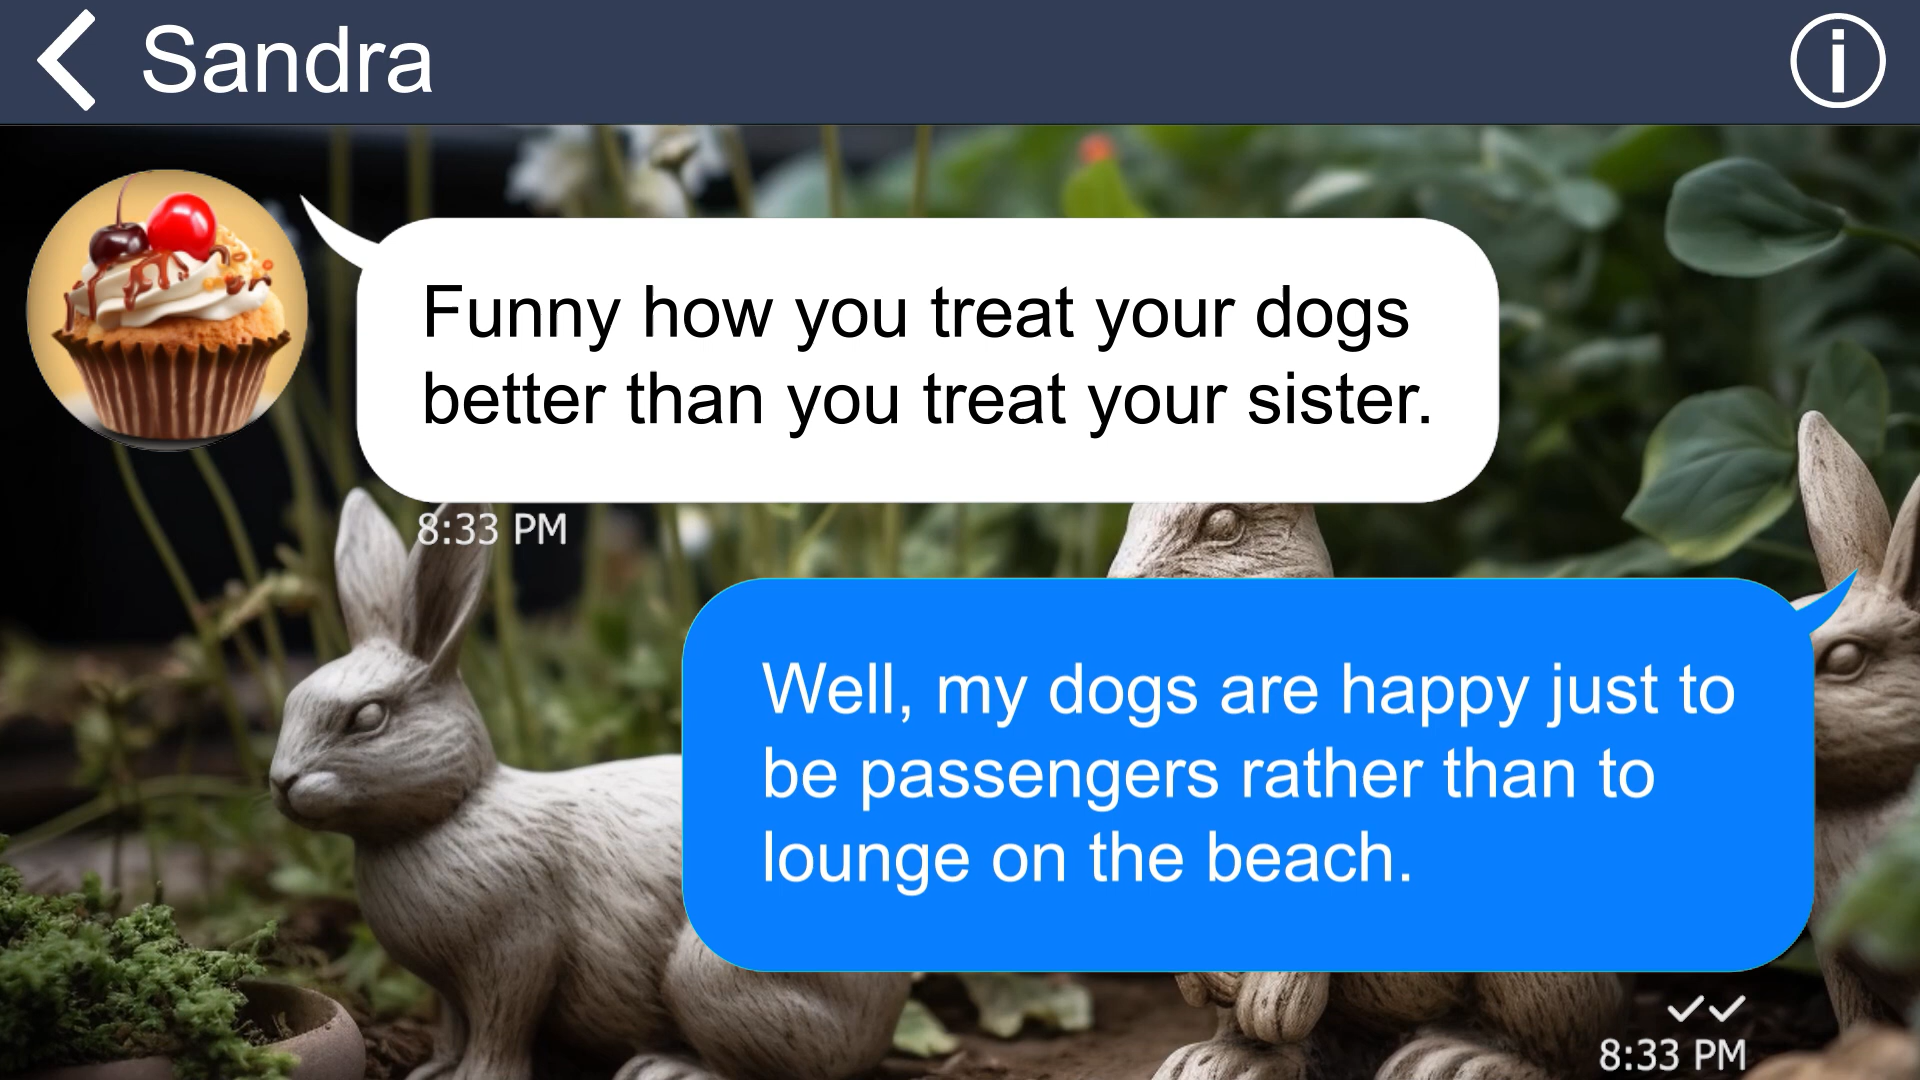 Sandra
Funny how you treat your dogs
better than you treat your sister.
8:33 PM
Well, my dogs are happy just to
be passengers rather than to
lounge on the beach.
8:33 PM